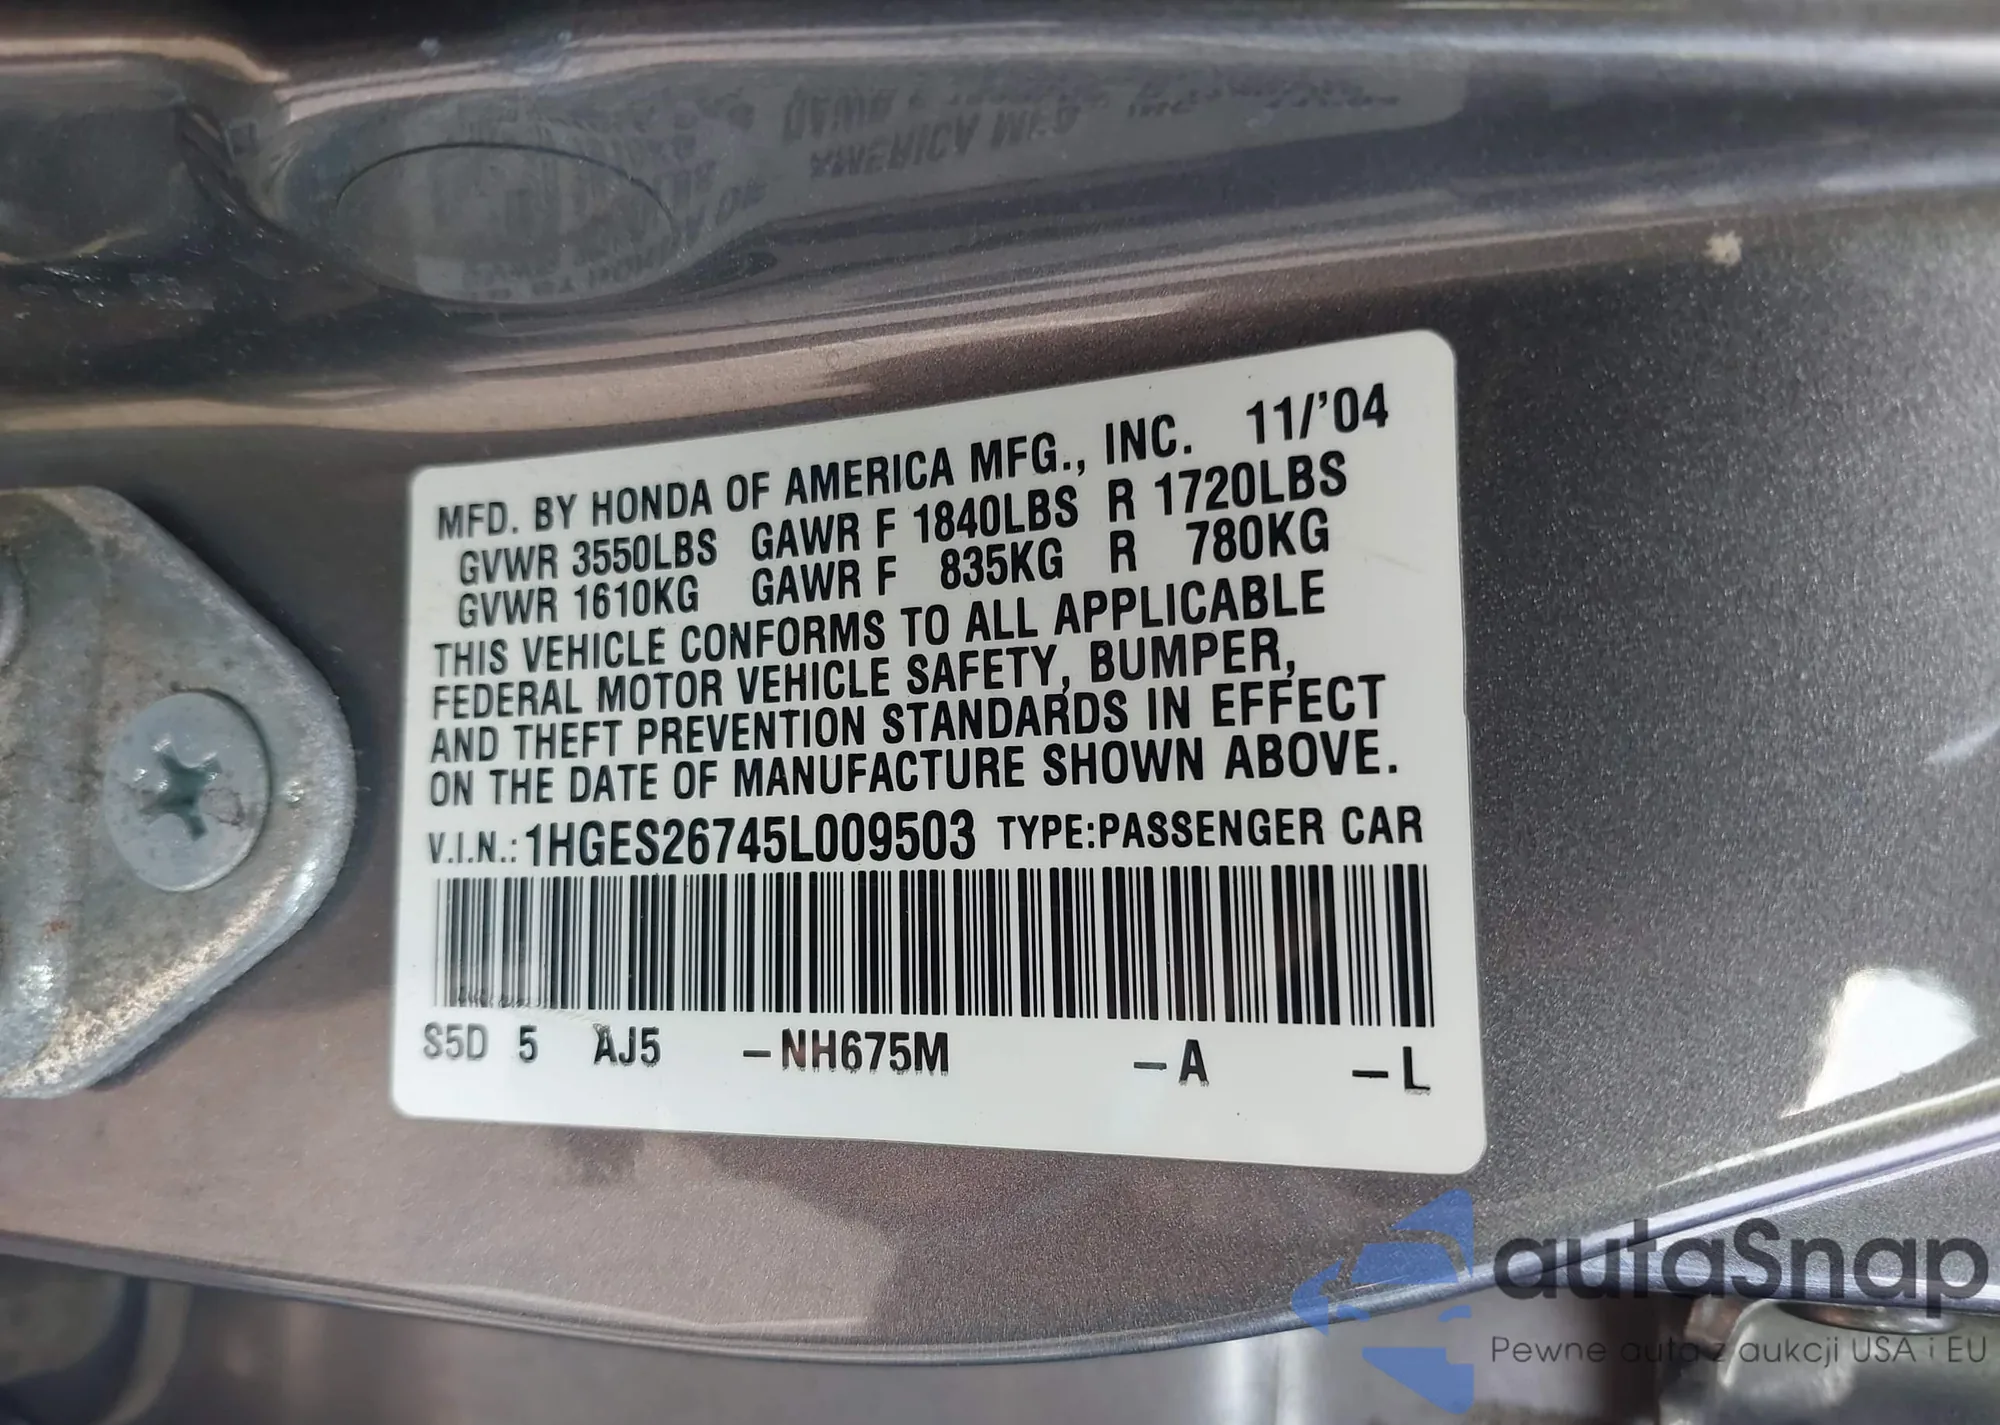 MFD. BY HONDA OF AMERICA MFG., INC. 11/'04
GVWR 3550LBS GAWR F 1840LBS R 1720LBS
GVWR 1610KG GAWR F 835KG R 780KG
THIS VEHICLE CONFORMS TO ALL APPLICABLE
FEDERAL MOTOR VEHICLE SAFETY, BUMPER,
AND THEFT PREVENTION STANDARDS IN EFFECT
ON THE DATE OF MANUFACTURE SHOWN ABOVE.
V.I.N.: 1HGES26745L009503 TYPE:PASSENGER CAR
S5D 5 AJ5 –NH675M –A –L
autaSnap
Pewne auta z aukcji USA i EU